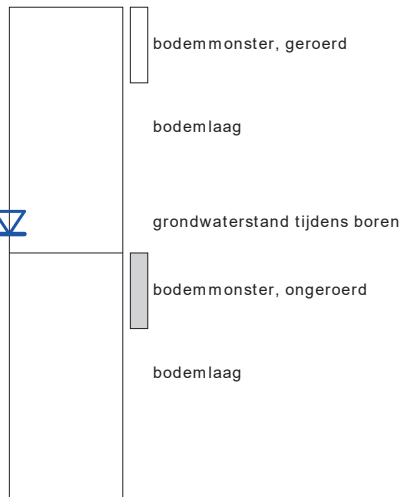 bodemmonster, geroerd
bodemlaag
grondwaterstand tijdens boren
bodemmonster, ongeroerd
bodemlaag